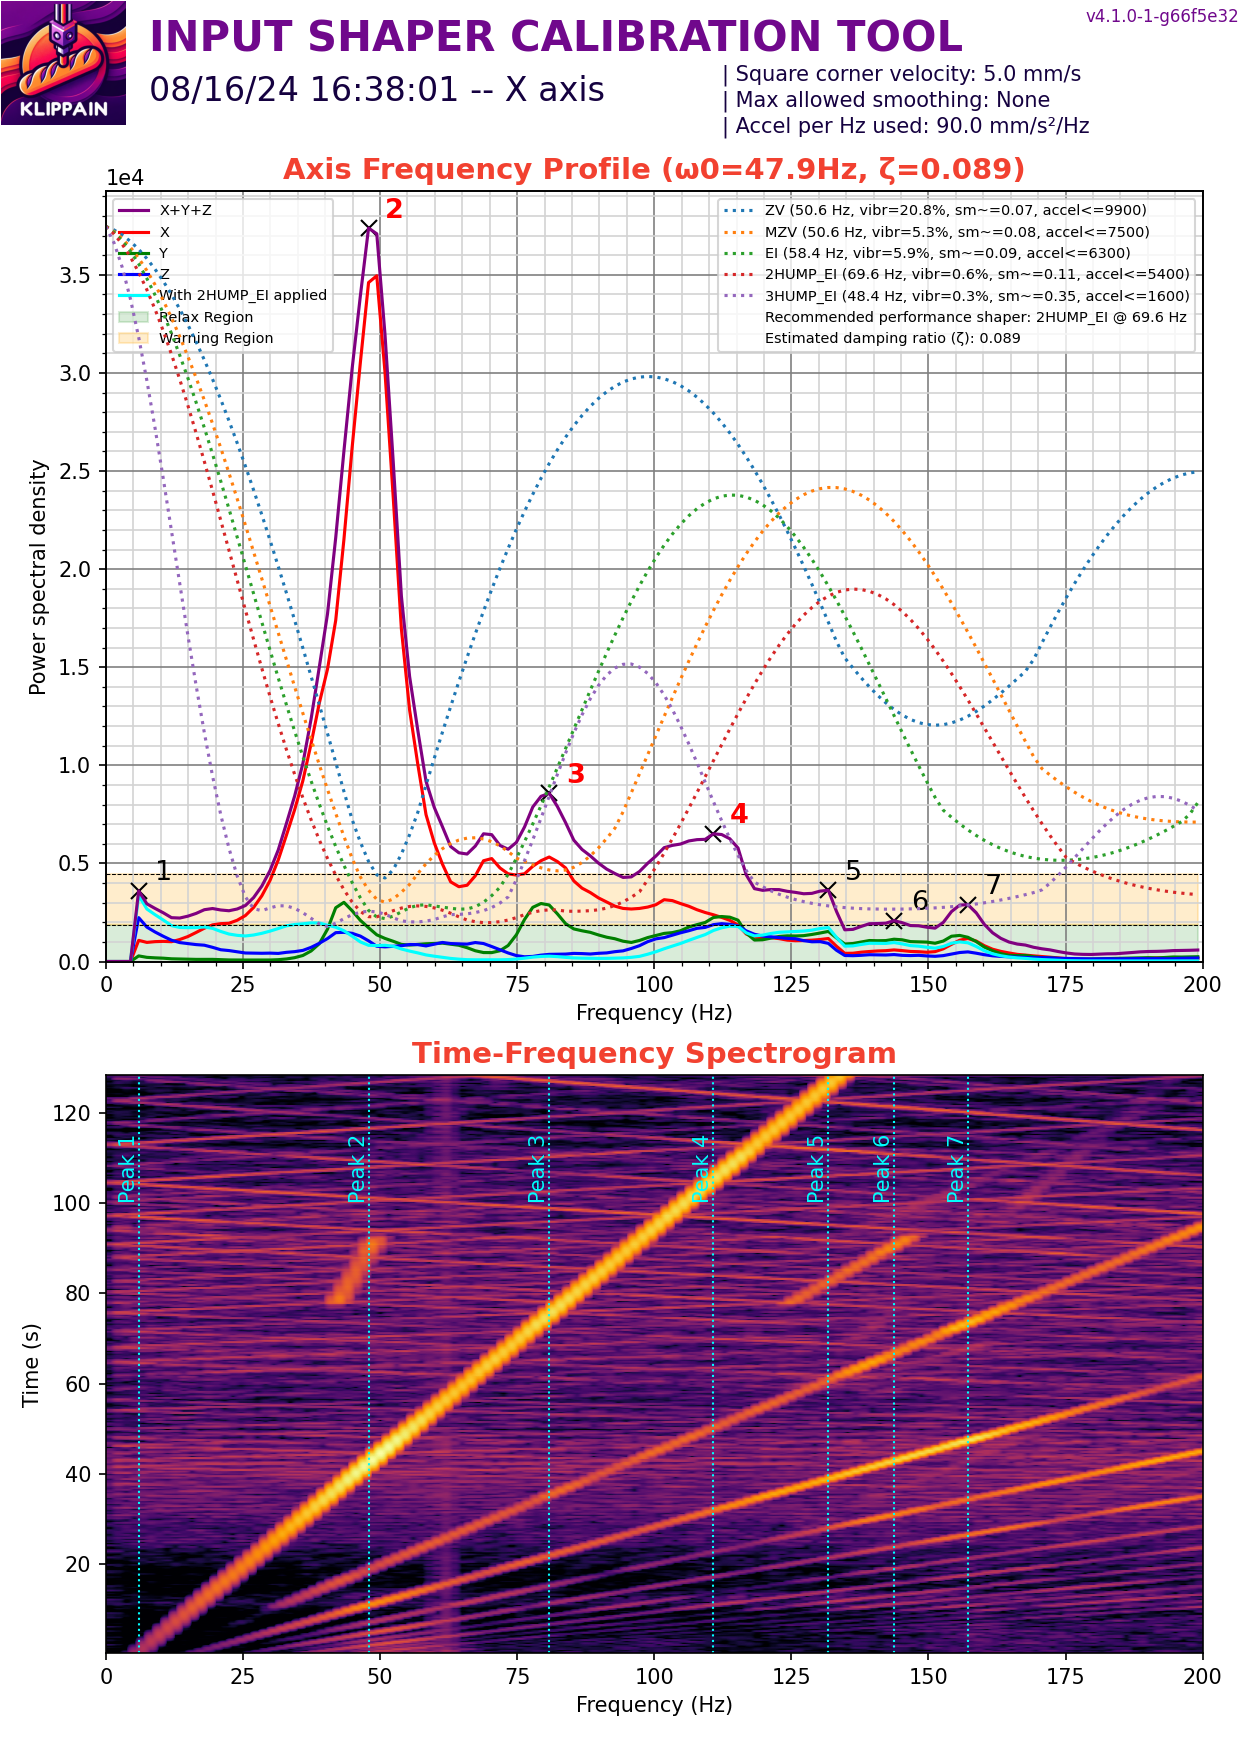 v4.1.0-1-g66f5e32
INPUT SHAPER CALIBRATION TOOL
KLIPPAIN
08/16/24 16:38:01 -- X axis
| Square corner velocity: 5.0 mm/s
| Max allowed smoothing: None
| Accel per Hz used: 90.0 mm/s²/Hz
Axis Frequency Profile (ω0=47.9Hz, ζ=0.089)
1e4
X+Y+Z
X
Y
Z
With 2HUMP_EI applied
Relax Region
Warning Region
ZV (50.6 Hz, vibr=20.8%, sm~=0.07, accel<=9900)
MZV (50.6 Hz, vibr=5.3%, sm~=0.08, accel<=7500)
EI (58.4 Hz, vibr=5.9%, sm~=0.09, accel<=6300)
2HUMP_EI (69.6 Hz, vibr=0.6%, sm~=0.11, accel<=5400)
3HUMP_EI (48.4 Hz, vibr=0.3%, sm~=0.35, accel<=1600)
Recommended performance shaper: 2HUMP_EI @ 69.6 Hz
Estimated damping ratio (ζ): 0.089
Power spectral density
3.5
3.0
2.5
2.0
1.5
1.0
0.5
0.0
1
2
3
4
5
6
7
0 25 50 75 100 125 150 175 200
Frequency (Hz)
Time-Frequency Spectrogram
Time (s)
120
100
80
60
40
20
Peak 1
Peak 2
Peak 3
Peak 4
Peak 5
Peak 6
Peak 7
0 25 50 75 100 125 150 175 200
Frequency (Hz)